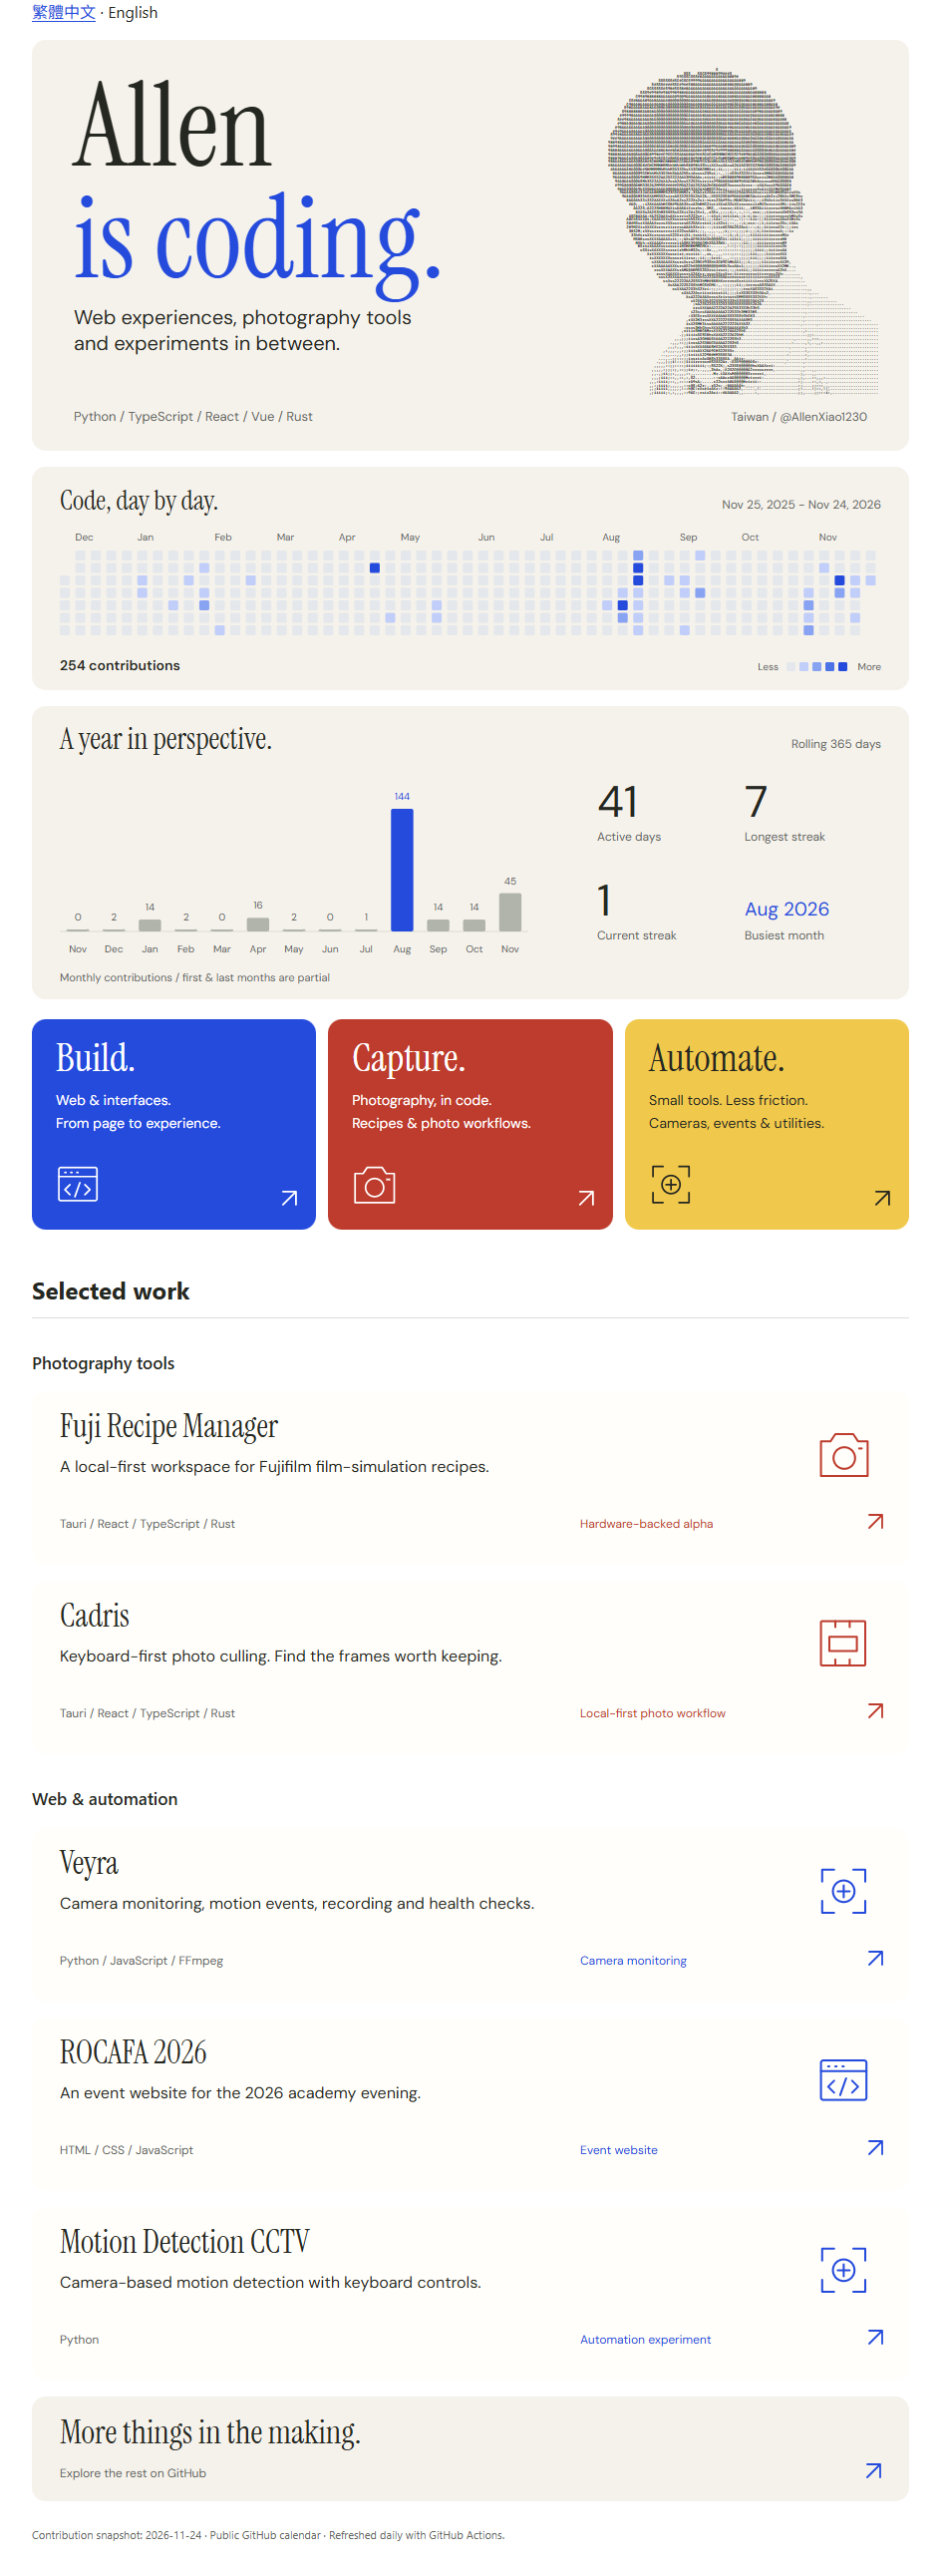 繁體中文 · English
Allen
is coding.
Web experiences, photography tools
and experiments in between.
Python / TypeScript / React / Vue / Rust
Taiwan / @AllenXiao1230
Code, day by day.
Nov 25, 2025 – Nov 24, 2026
Dec Jan Feb Mar Apr May Jun Jul Aug Sep Oct Nov
254 contributions
Less More
A year in perspective.
Rolling 365 days
144
45
0 2 14 2 0 16 2 0 1 14 14
Nov Dec Jan Feb Mar Apr May Jun Jul Aug Sep Oct Nov
Monthly contributions / first & last months are partial
41
Active days
7
Longest streak
1
Current streak
Aug 2026
Busiest month
Build.
Web & interfaces.
From page to experience.
Capture.
Photography, in code.
Recipes & photo workflows.
Automate.
Small tools. Less friction.
Cameras, events & utilities.
Selected work
Photography tools
Fuji Recipe Manager
A local-first workspace for Fujifilm film-simulation recipes.
Tauri / React / TypeScript / Rust
Hardware-backed alpha
Cadris
Keyboard-first photo culling. Find the frames worth keeping.
Tauri / React / TypeScript / Rust
Local-first photo workflow
Web & automation
Veyra
Camera monitoring, motion events, recording and health checks.
Python / JavaScript / FFmpeg
Camera monitoring
ROCAFA 2026
An event website for the 2026 academy evening.
HTML / CSS / JavaScript
Event website
Motion Detection CCTV
Camera-based motion detection with keyboard controls.
Python
Automation experiment
More things in the making.
Explore the rest on GitHub
Contribution snapshot: 2026-11-24 · Public GitHub calendar · Refreshed daily with GitHub Actions.